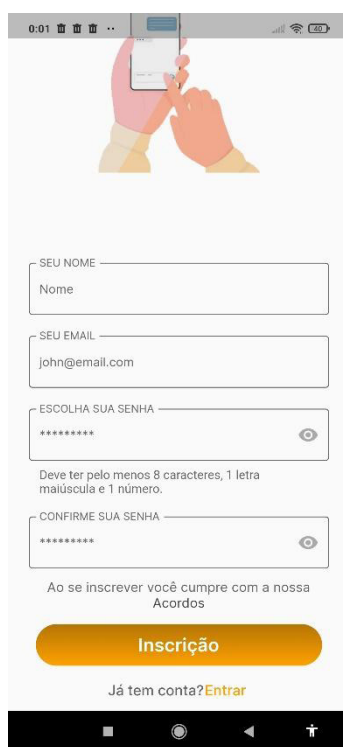 0:01
40
SEU NOME
Nome
SEU EMAIL
john@email.com
ESCOLHA SUA SENHA
*********
Deve ter pelo menos 8 caracteres, 1 letra
maiúscula e 1 número.
CONFIRME SUA SENHA
*********
Ao se inscrever você cumpre com a nossa
Acordos
Inscrição
Já tem conta?Entrar